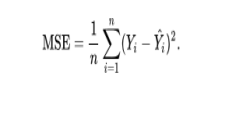 MSE = \frac{1}{n} \sum_{i=1}^{n} (Y_i - \hat{Y}_i)^2.